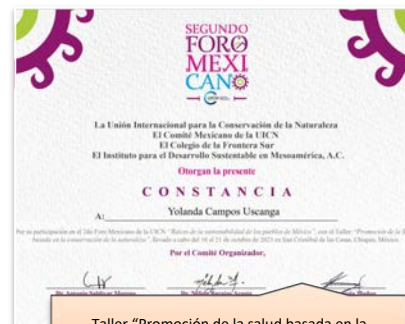 SEGUNDO
FORO
MEXI
CANO
La Unión Internacional para la Conservación de la Naturaleza
El Comité Mexicano de la UICN
El Colegio de la Frontera Sur
El Instituto para el Desarrollo Sustentable en Mesoamérica, A.C.
Otorgan la presente
CONSTANCIA
A: Yolanda Campos Uscanga
Por su participación en el 2do Foro Mexicano de la UICN "Raíces de la sustentabilidad de los pueblos de México", con el Taller "Promoción de la
basada en la conservación de la naturaleza", llevado a cabo del 18 al 21 de octubre de 2023 en San Cristóbal de las Casas, Chiapas, México.
Por el Comité Organizador,
Taller "Promoción de la salud basada en la